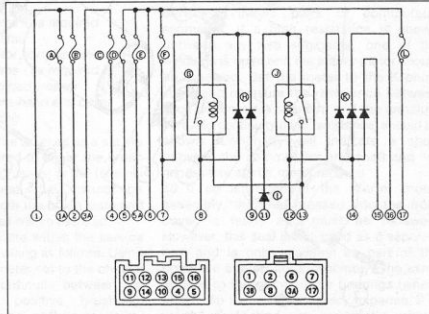 A B C D E F G H J K L
I
1 1A 2 3A 4 5 5A 6 7 8 9 11 12 13 14 15 16 17
11 12 13 15 16
9 14 10 4 5
1 2 6 7
3B 8 3A 17